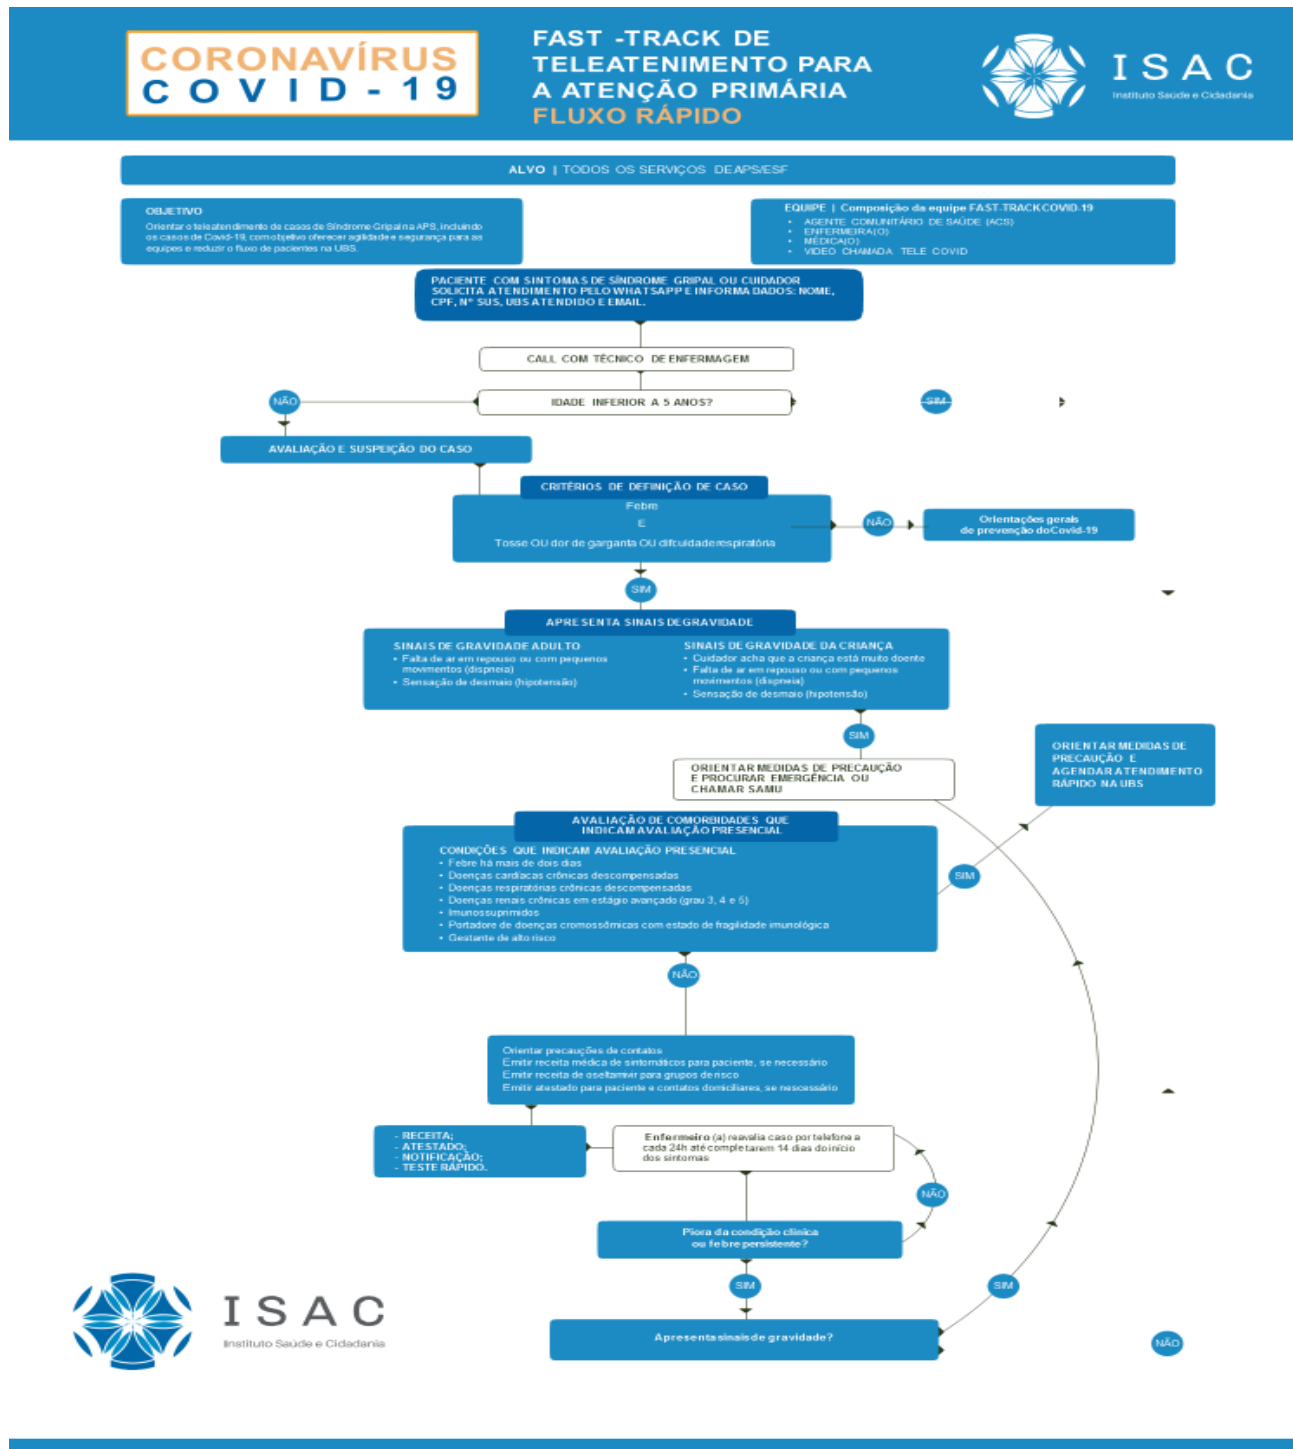 CORONAVÍRUS
COVID-19
FAST -TRACK DE
TELEATENIMENTO PARA
A ATENÇÃO PRIMÁRIA
FLUXO RÁPIDO
ISAC
Instituto Saúde e Cidadania
ALVO | TODOS OS SERVIÇOS DE APS/ESF
OBJETIVO
Orientar o teleatendimento de casos de Síndrome Gripal na APS, incluindo
os casos de Covid-19, com objetivo oferecer agilidade e segurança para as
equipes e reduzir o fluxo de pacientes na UBS.
EQUIPE | Composição da equipe FAST-TRACK COVID-19
• AGENTE COMUNITÁRIO DE SAÚDE (ACS)
• ENFERMEIRA(O)
• MÉDICA(O)
• VIDEO CHAMADA TELE COVID
PACIENTE COM SINTOMAS DE SÍNDROME GRIPAL OU CUIDADOR
SOLICITA ATENDIMENTO PELO WHATSAPP E INFORMA DADOS: NOME,
CPF, Nº SUS, UBS ATENDIDO E EMAIL.
CALL COM TÉCNICO DE ENFERMAGEM
NÃO
IDADE INFERIOR A 5 ANOS?
SIM
AVALIAÇÃO E SUSPEIÇÃO DO CASO
CRITÉRIOS DE DEFINIÇÃO DE CASO
Febre
E
Tosse OU dor de garganta OU difculdade respiratória
NÃO
Orientações gerais
de prevenção do Covid-19
SIM
APRESENTA SINAIS DE GRAVIDADE
SINAIS DE GRAVIDADE ADULTO
• Falta de ar em repouso ou com pequenos
movimentos (dispneia)
• Sensação de desmaio (hipotensão)
SINAIS DE GRAVIDADE DA CRIANÇA
• Cuidador acha que a criança está muito doente
• Falta de ar em repouso ou com pequenos
movimentos (dispneia)
• Sensação de desmaio (hipotensão)
SIM
ORIENTAR MEDIDAS DE PRECAUÇÃO
E PROCURAR EMERGÊNCIA OU
CHAMAR SAMU
ORIENTAR MEDIDAS DE
PRECAUÇÃO E
AGENDAR ATENDIMENTO
RÁPIDO NA UBS
AVALIAÇÃO DE COMORBIDADES QUE
INDICAM AVALIAÇÃO PRESENCIAL
CONDIÇÕES QUE INDICAM AVALIAÇÃO PRESENCIAL
• Febre há mais de dois dias
• Doenças cardíacas crônicas descompensadas
• Doenças respiratórias crônicas descompensadas
• Doenças renais crônicas em estágio avançado (grau 3, 4 e 5)
• Imunossuprimidos
• Portadore de doenças cromossômicas com estado de fragilidade imunológica
• Gestante de alto risco
SIM
NÃO
Orientar precauções de contatos
Emitir receita médica de sintomáticos para paciente, se necessário
Emitir receita de oseltamivir para grupos de risco
Emitir atestado para paciente e contatos domiciliares, se nescessário
- RECEITA;
- ATESTADO;
- NOTIFICAÇÃO;
- TESTE RÁPIDO.
Enfermeiro (a) reavalia caso por telefone a
cada 24h até completarem 14 dias do início
dos sintomas
NÃO
Piora da condição clínica
ou febre persistente?
SIM
SIM
Apresenta sinais de gravidade?
NÃO
ISAC
Instituto Saúde e Cidadania